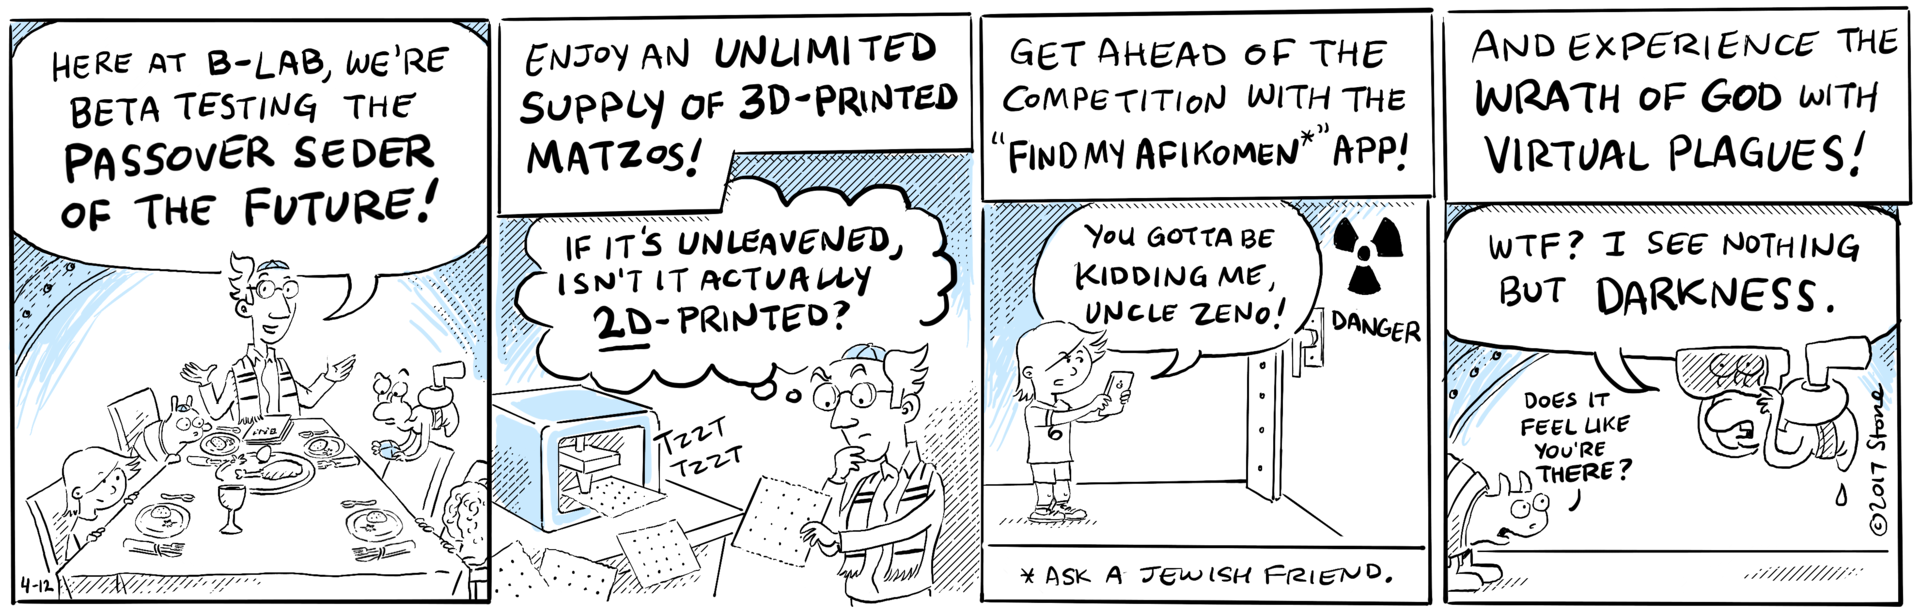 HERE AT B-LAB, WE'RE
BETA TESTING THE
PASSOVER SEDER
OF THE FUTURE!
4-12
ENJOY AN UNLIMITED
SUPPLY OF 3D-PRINTED
MATZOS!
IF IT'S UNLEAVENED,
ISN'T IT ACTUALLY
2D-PRINTED?
TZZT
TZZT
GET AHEAD OF THE
COMPETITION WITH THE
"FIND MY AFIKOMEN*" APP!
YOU GOTTA BE
KIDDING ME,
UNCLE ZENO!
DANGER
6
*ASK A JEWISH FRIEND.
AND EXPERIENCE THE
WRATH OF GOD WITH
VIRTUAL PLAGUES!
WTF? I SEE NOTHING
BUT DARKNESS.
DOES IT
FEEL LIKE
YOU'RE
THERE?
©2017 Stone